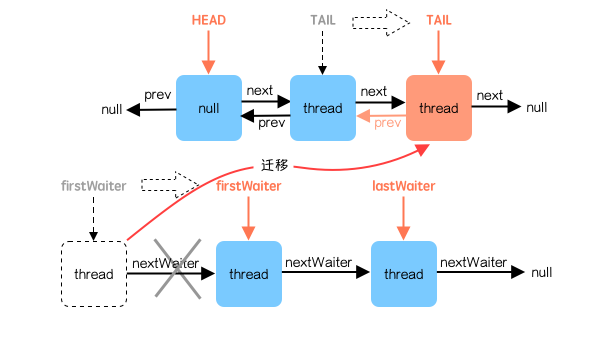 HEAD TAIL TAIL
prev next next next
null null thread thread null
prev prev
迁移
firstWaiter firstWaiter lastWaiter
nextWaiter nextWaiter nextWaiter
thread thread thread null